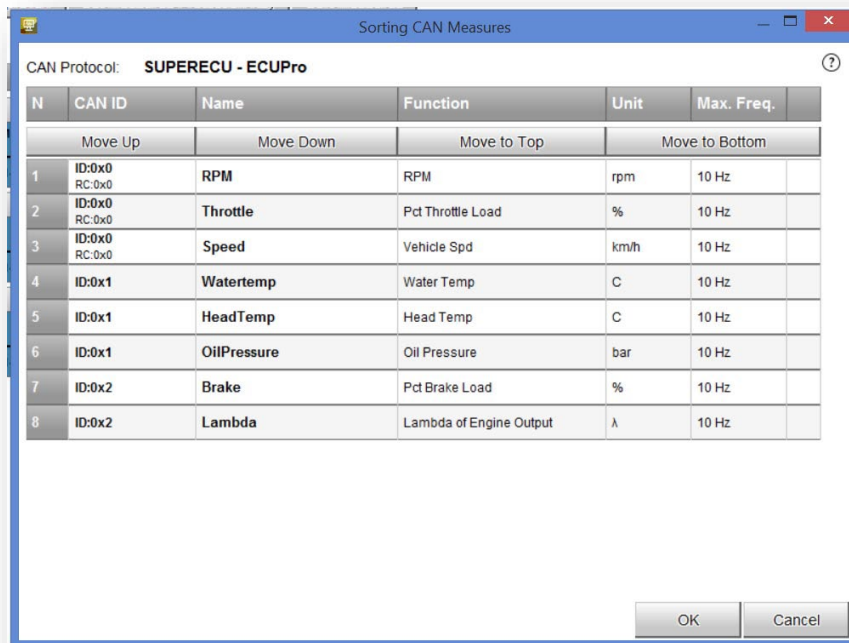 Sorting CAN Measures
CAN Protocol: SUPERECU - ECUPro
N CAN ID Name Function Unit Max. Freq.
Move Up Move Down Move to Top Move to Bottom
1 ID:0x0 RC:0x0 RPM RPM rpm 10 Hz
2 ID:0x0 RC:0x0 Throttle Pct Throttle Load % 10 Hz
3 ID:0x0 RC:0x0 Speed Vehicle Spd km/h 10 Hz
4 ID:0x1 Watertemp Water Temp C 10 Hz
5 ID:0x1 HeadTemp Head Temp C 10 Hz
6 ID:0x1 OilPressure Oil Pressure bar 10 Hz
7 ID:0x2 Brake Pct Brake Load % 10 Hz
8 ID:0x2 Lambda Lambda of Engine Output λ 10 Hz
OK Cancel